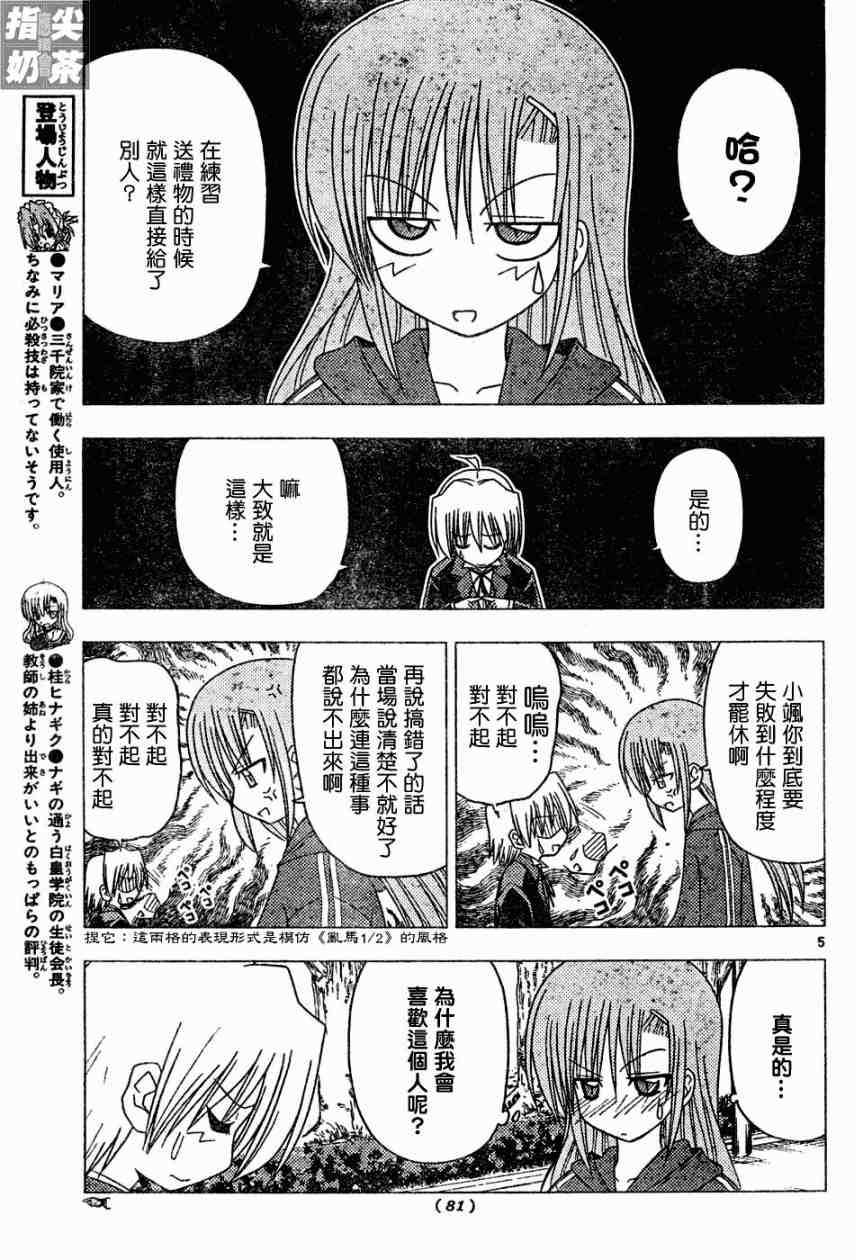 指尖
奶茶
登場人物
とうじょうじんぶつ
●マリア●三千院家で働く使用人。
ちなみに必殺技は持ってないそうです。
●桂ヒナギク●ナギの通う白皇学院の生徒会長。
教師の姉より出来がいいとのもっぱらの評判。
哈?
在練習
送禮物的時候
就這樣直接給了
別人?
是的…
嘛
大致就是
這樣…
小颯你到底要
失敗到什麼程度
才罷休啊
嗚嗚…
對不起
對不起
コペコペ
再說搞錯了的話
當場說清楚不就好了
為什麼連這種事
都說不出來啊
對不起
對不起
真的對不起
コペコペ
捏它:這兩格的表現形式是模仿《亂馬1/2》的風格
5
真是的…
為什麼我會
喜歡這個人呢?
(81)